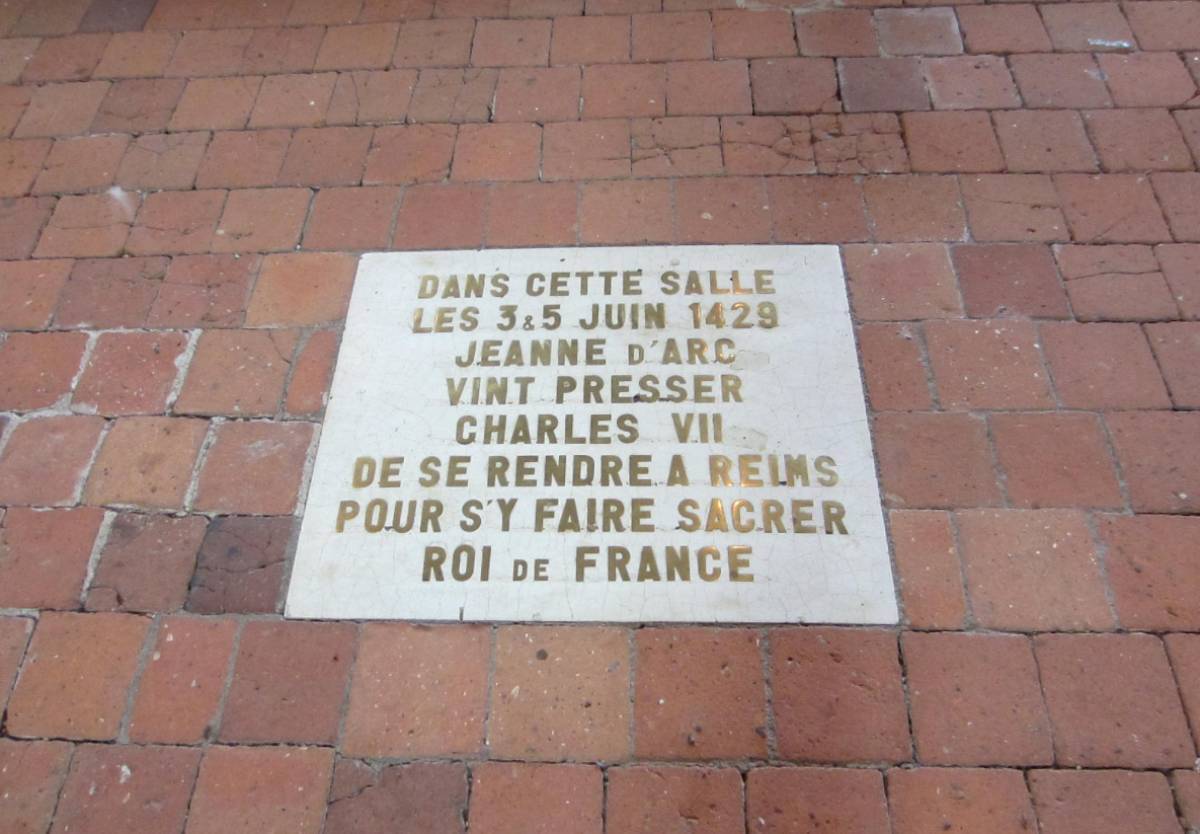 DANS CETTE SALLE
LES 3 & 5 JUIN 1429
JEANNE D'ARC
VINT PRESSER
CHARLES VII
DE SE RENDRE A REIMS
POUR S'Y FAIRE SACRER
ROI DE FRANCE